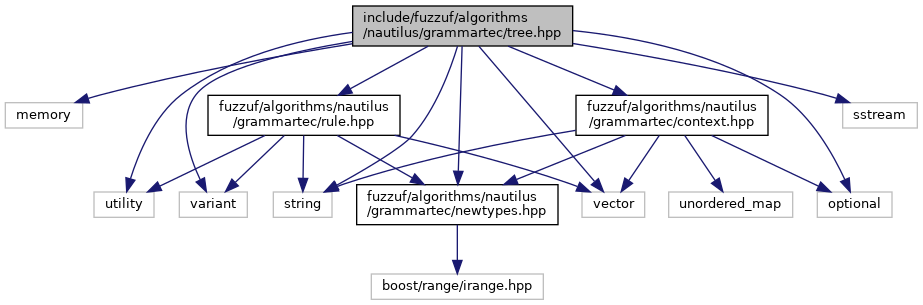 include/fuzzuf/algorithms
/nautilus/grammartec/tree.hpp
memory
fuzzuf/algorithms/nautilus
/grammartec/rule.hpp
fuzzuf/algorithms/nautilus
/grammartec/context.hpp
sstream
utility
variant
string
fuzzuf/algorithms/nautilus
/grammartec/newtypes.hpp
vector
unordered_map
optional
boost/range/irange.hpp